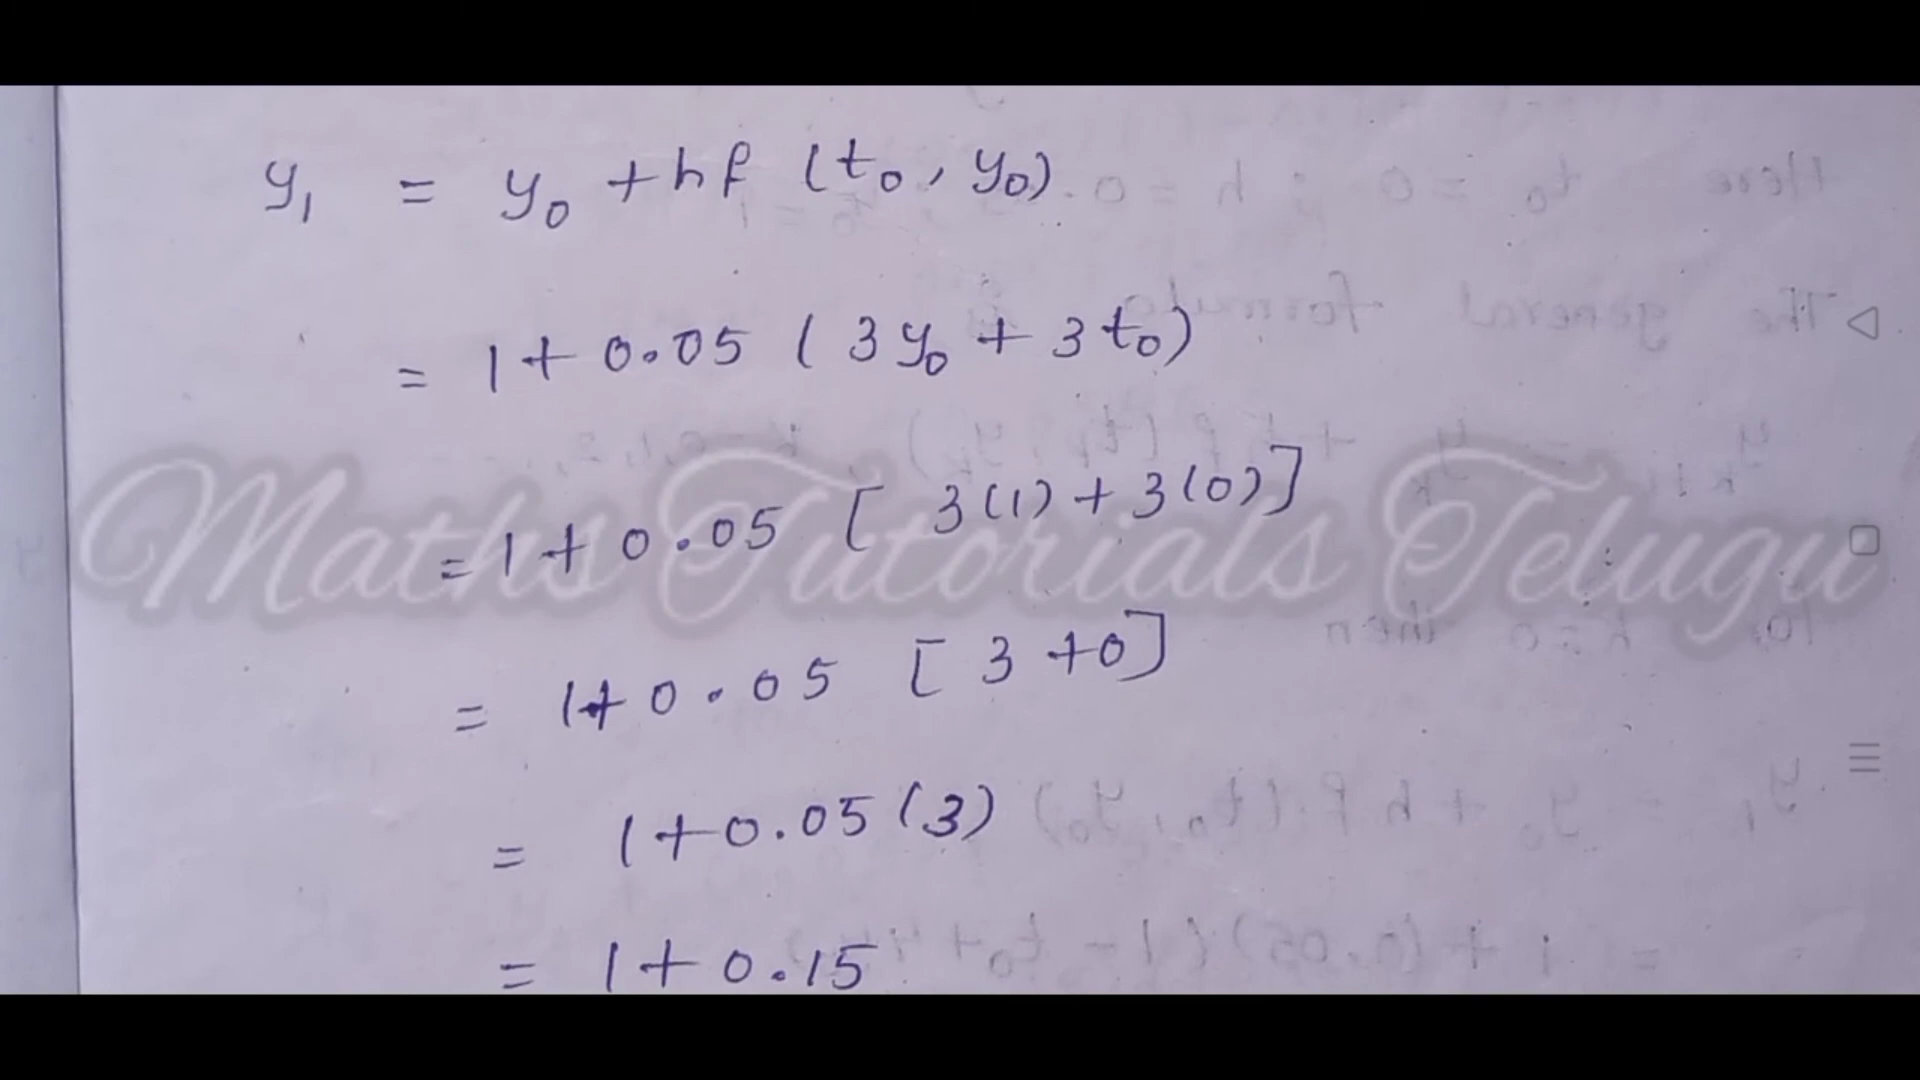 y₁ = y₀ + hf (t₀, y₀)
= 1 + 0.05 ( 3y₀ + 3t₀)
= 1 + 0.05 [ 3(1) + 3(0)]
Maths Tutorials Telugu
= 1 + 0.05 [ 3 + 0]
= 1 + 0.05 (3)
= 1 + 0.15